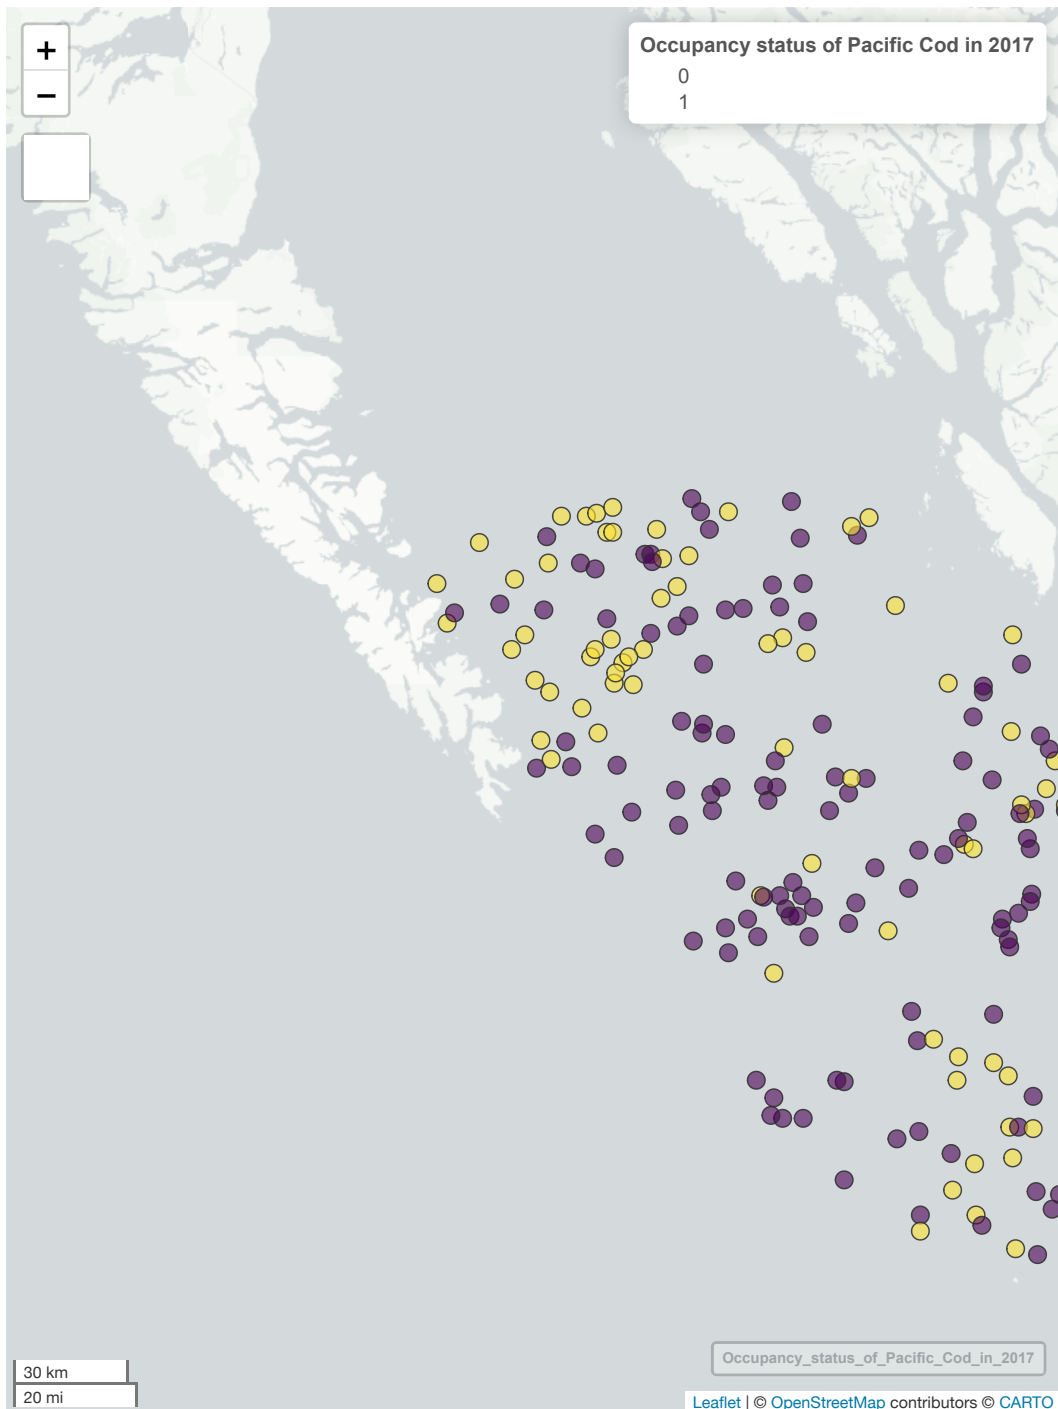 +
−
Occupancy status of Pacific Cod in 2017
0
1
30 km
20 mi
Occupancy_status_of_Pacific_Cod_in_2017
Leaflet | © OpenStreetMap contributors © CARTO